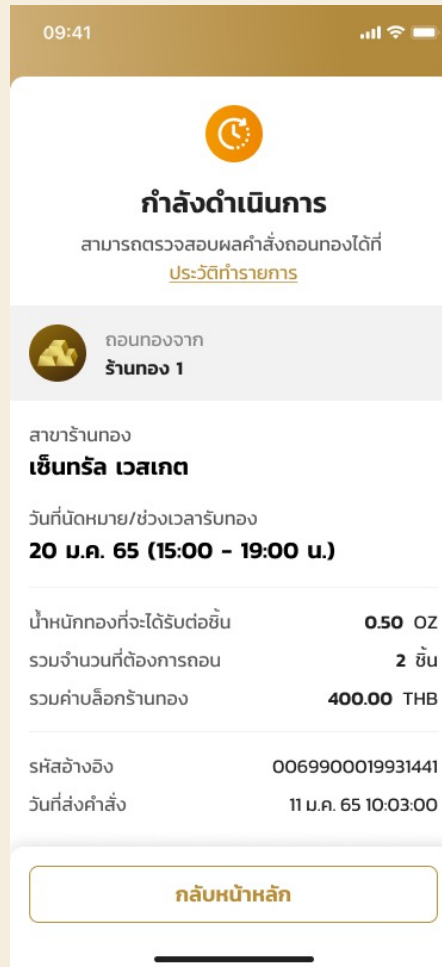 09:41
กำลังดำเนินการ
สามารถตรวจสอบผลคำสั่งถอนทองได้ที่
ประวัติทำรายการ
ถอนทองจาก
ร้านทอง 1
สาขาร้านทอง
เซ็นทรัล เวสเกต
วันที่นัดหมาย/ช่วงเวลารับทอง
20 ม.ค. 65 (15:00 - 19:00 น.)
น้ำหนักทองที่จะได้รับต่อชิ้น 0.50 OZ
รวมจำนวนที่ต้องการถอน 2 ชิ้น
รวมค่าบล็อกร้านทอง 400.00 THB
รหัสอ้างอิง 0069900019931441
วันที่ส่งคำสั่ง 11 ม.ค. 65 10:03:00
กลับหน้าหลัก